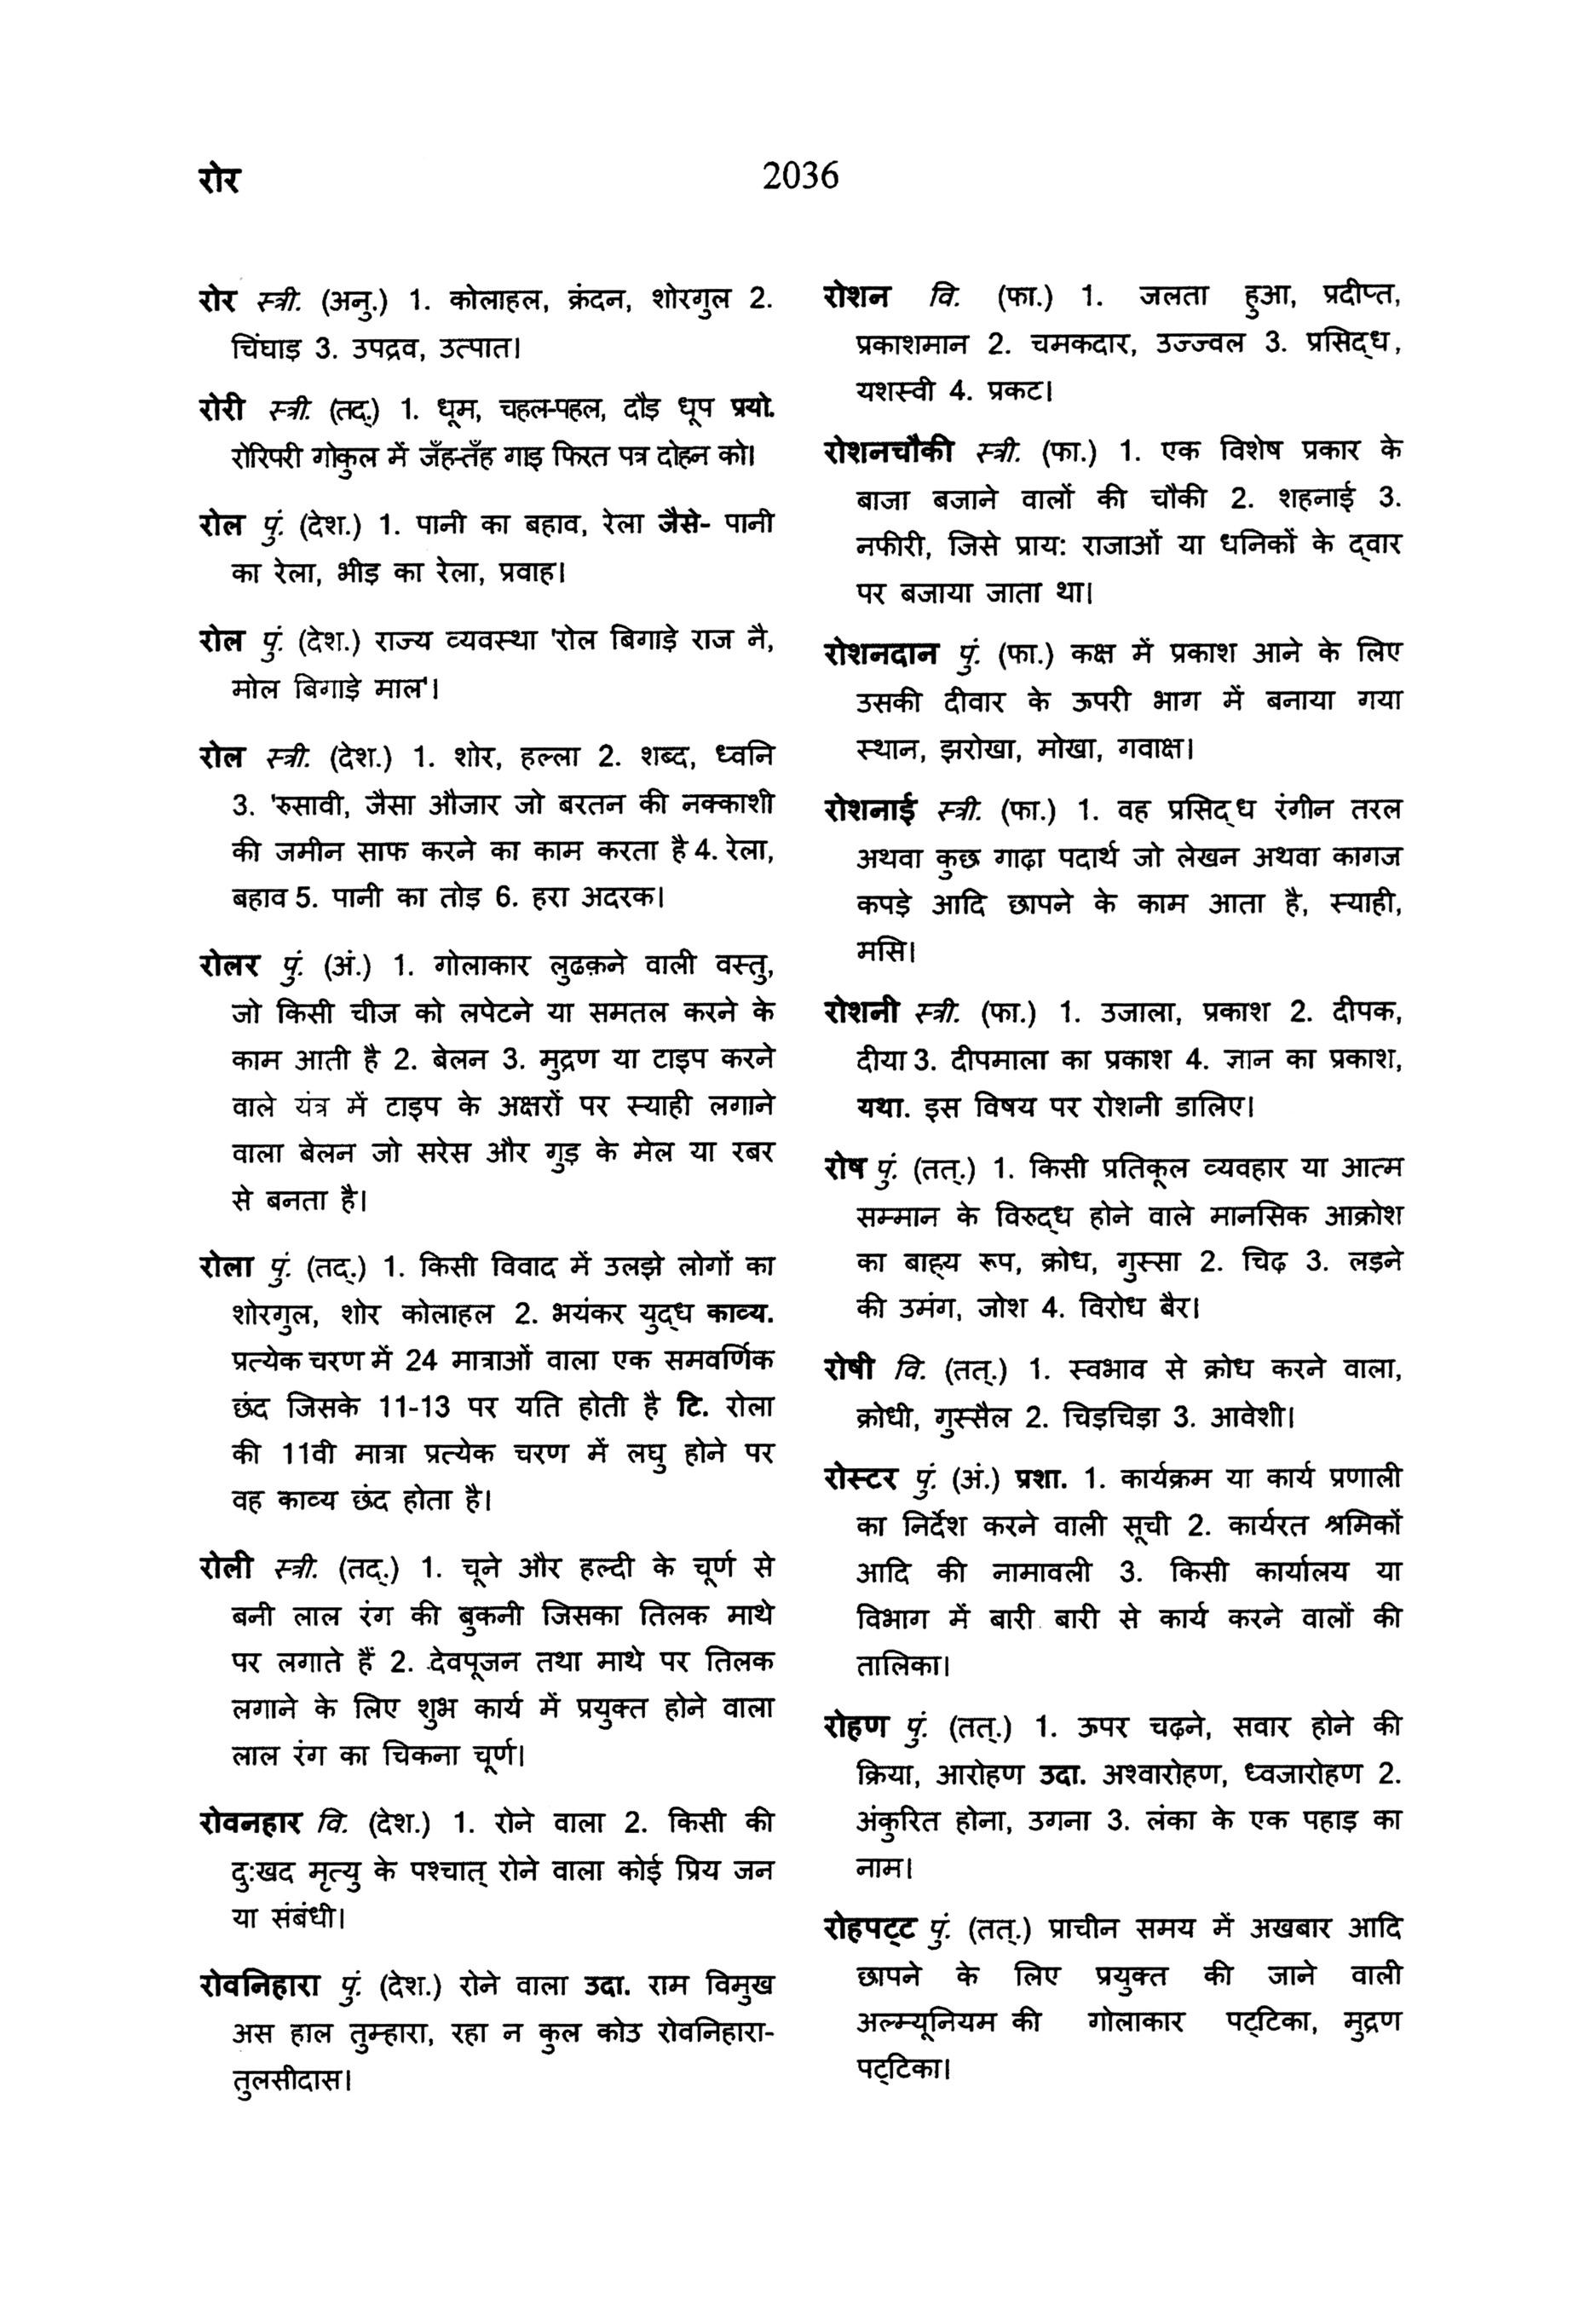 रोर
2036
रोर स्त्री. (अनु.) 1. कोलाहल, क्रंदन, शोरगुल 2.
चिंघाड़ 3. उपद्रव, उत्पात।
रोरी स्त्री. (तद्.) 1. धूम, चहल-पहल, दौड़ धूप प्रयो.
रोरिपरी गोकुल में जँह-तँह गाइ फिरत पत्र दोहन को।
रोल पुं. (देश.) 1. पानी का बहाव, रेला जैसे- पानी
का रेला, भीड़ का रेला, प्रवाह।
रोल पुं. (देश.) राज्य व्यवस्था 'रोल बिगाड़े राज नै,
मोल बिगाड़े माल'।
रोल स्त्री. (देश.) 1. शोर, हल्ला 2. शब्द, ध्वनि
3. 'रुसावी, जैसा औजार जो बरतन की नक्काशी
की जमीन साफ करने का काम करता है 4. रेला,
बहाव 5. पानी का तोड़ 6. हरा अदरक।
रोलर पुं. (अं.) 1. गोलाकार लुढक़ने वाली वस्तु,
जो किसी चीज को लपेटने या समतल करने के
काम आती है 2. बेलन 3. मुद्रण या टाइप करने
वाले यंत्र में टाइप के अक्षरों पर स्याही लगाने
वाला बेलन जो सरेस और गुड़ के मेल या रबर
से बनता है।
रोला पुं. (तद्.) 1. किसी विवाद में उलझे लोगों का
शोरगुल, शोर कोलाहल 2. भयंकर युद्ध काव्य.
प्रत्येक चरण में 24 मात्राओं वाला एक समवर्णिक
छंद जिसके 11-13 पर यति होती है टि. रोला
की 11वी मात्रा प्रत्येक चरण में लघु होने पर
वह काव्य छंद होता है।
रोली स्त्री. (तद्.) 1. चूने और हल्दी के चूर्ण से
बनी लाल रंग की बुकनी जिसका तिलक माथे
पर लगाते हैं 2. देवपूजन तथा माथे पर तिलक
लगाने के लिए शुभ कार्य में प्रयुक्त होने वाला
लाल रंग का चिकना चूर्ण।
रोवनहार वि. (देश.) 1. रोने वाला 2. किसी की
दुःखद मृत्यु के पश्चात् रोने वाला कोई प्रिय जन
या संबंधी।
रोवनिहारा पुं. (देश.) रोने वाला उदा. राम विमुख
अस हाल तुम्हारा, रहा न कुल कोउ रोवनिहारा-
तुलसीदास।
रोशन वि. (फा.) 1. जलता हुआ, प्रदीप्त,
प्रकाशमान 2. चमकदार, उज्ज्वल 3. प्रसिद्ध,
यशस्वी 4. प्रकट।
रोशनचौकी स्त्री. (फा.) 1. एक विशेष प्रकार के
बाजा बजाने वालों की चौकी 2. शहनाई 3.
नफीरी, जिसे प्राय: राजाओं या धनिकों के द्वार
पर बजाया जाता था।
रोशनदान पुं. (फा.) कक्ष में प्रकाश आने के लिए
उसकी दीवार के ऊपरी भाग में बनाया गया
स्थान, झरोखा, मोखा, गवाक्ष।
रोशनाई स्त्री. (फा.) 1. वह प्रसिद्ध रंगीन तरल
अथवा कुछ गाढ़ा पदार्थ जो लेखन अथवा कागज
कपड़े आदि छापने के काम आता है, स्याही,
मसि।
रोशनी स्त्री. (फा.) 1. उजाला, प्रकाश 2. दीपक,
दीया 3. दीपमाला का प्रकाश 4. ज्ञान का प्रकाश,
यथा. इस विषय पर रोशनी डालिए।
रोष पुं. (तत्.) 1. किसी प्रतिकूल व्यवहार या आत्म
सम्मान के विरुद्ध होने वाले मानसिक आक्रोश
का बाह्य रूप, क्रोध, गुस्सा 2. चिढ़ 3. लड़ने
की उमंग, जोश 4. विरोध बैर।
रोषी वि. (तत्.) 1. स्वभाव से क्रोध करने वाला,
क्रोधी, गुस्सैल 2. चिड़चिड़ा 3. आवेशी।
रोस्टर पुं. (अं.) प्रशा. 1. कार्यक्रम या कार्य प्रणाली
का निर्देश करने वाली सूची 2. कार्यरत श्रमिकों
आदि की नामावली 3. किसी कार्यालय या
विभाग में बारी बारी से कार्य करने वालों की
तालिका।
रोहण पुं. (तत्.) 1. ऊपर चढ़ने, सवार होने की
क्रिया, आरोहण उदा. अश्वारोहण, ध्वजारोहण 2.
अंकुरित होना, उगना 3. लंका के एक पहाड़ का
नाम।
रोहपट्ट पुं. (तत्.) प्राचीन समय में अखबार आदि
छापने के लिए प्रयुक्त की जाने वाली
अल्म्यूनियम की गोलाकार पट्टिका, मुद्रण
पट्टिका।